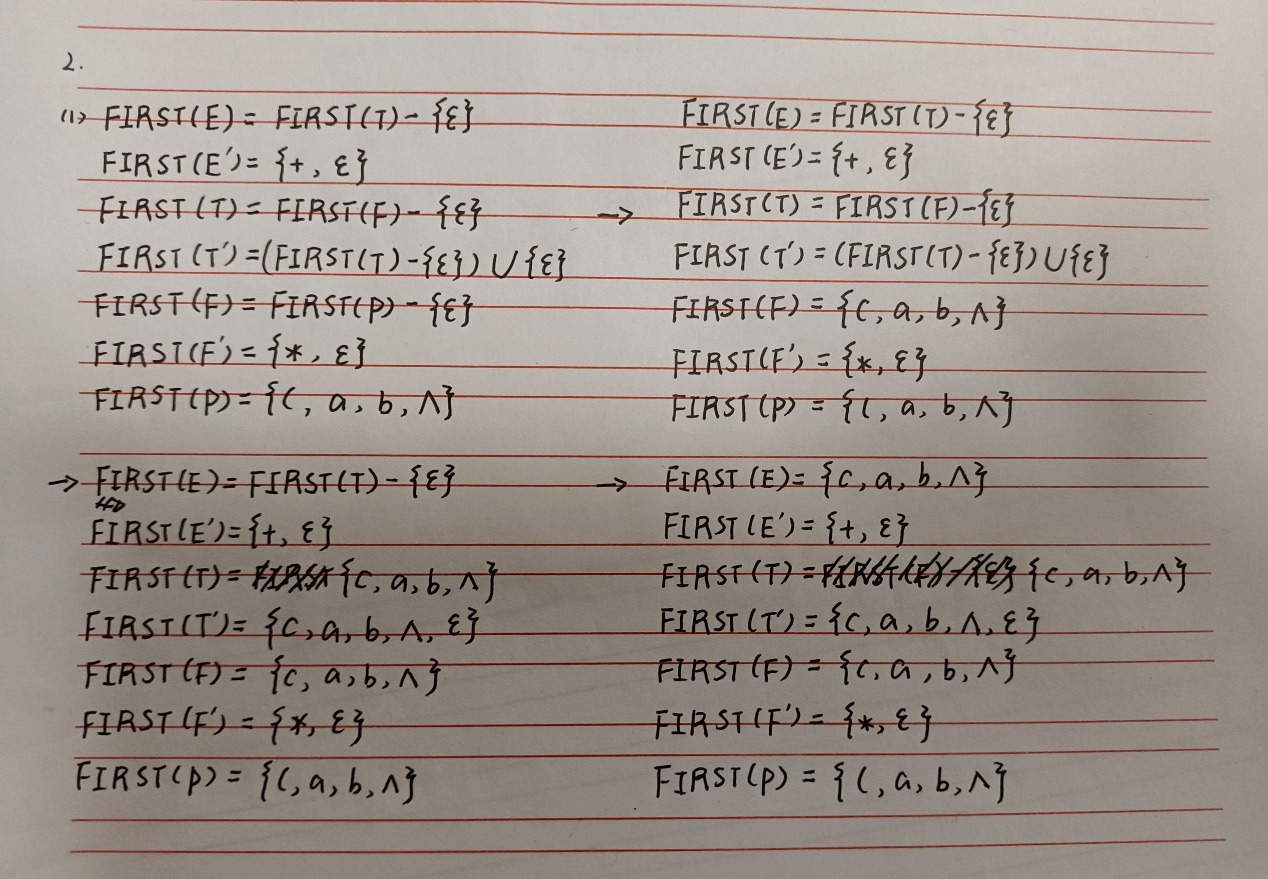 2.
(1) FIRST(E) = FIRST(T) - {ε}
FIRST(E') = {+, ε}
FIRST(T) = FIRST(F) - {ε}
FIRST(T') = (FIRST(T) - {ε}) ∪ {ε}
FIRST(F) = FIRST(P) - {ε}
FIRST(F') = {*, ε}
FIRST(P) = {(, a, b, ∧}
→ FIRST(E) = FIRST(T) - {ε}
FIRST(E') = {+, ε}
FIRST(T) = FIRST(F) - {ε}
FIRST(T') = (FIRST(T) - {ε}) ∪ {ε}
FIRST(F) = {(, a, b, ∧}
FIRST(F') = {*, ε}
FIRST(P) = {(, a, b, ∧}
→ FIRST(E) = FIRST(T) - {ε}
FIRST(E') = {+, ε}
FIRST(T) = {(, a, b, ∧}
FIRST(T') = {(, a, b, ∧, ε}
FIRST(F) = {(, a, b, ∧}
FIRST(F') = {*, ε}
FIRST(P) = {(, a, b, ∧}
→ FIRST(E) = {(, a, b, ∧}
FIRST(E') = {+, ε}
FIRST(T) = {(, a, b, ∧}
FIRST(T') = {(, a, b, ∧, ε}
FIRST(F) = {(, a, b, ∧}
FIRST(F') = {*, ε}
FIRST(P) = {(, a, b, ∧}